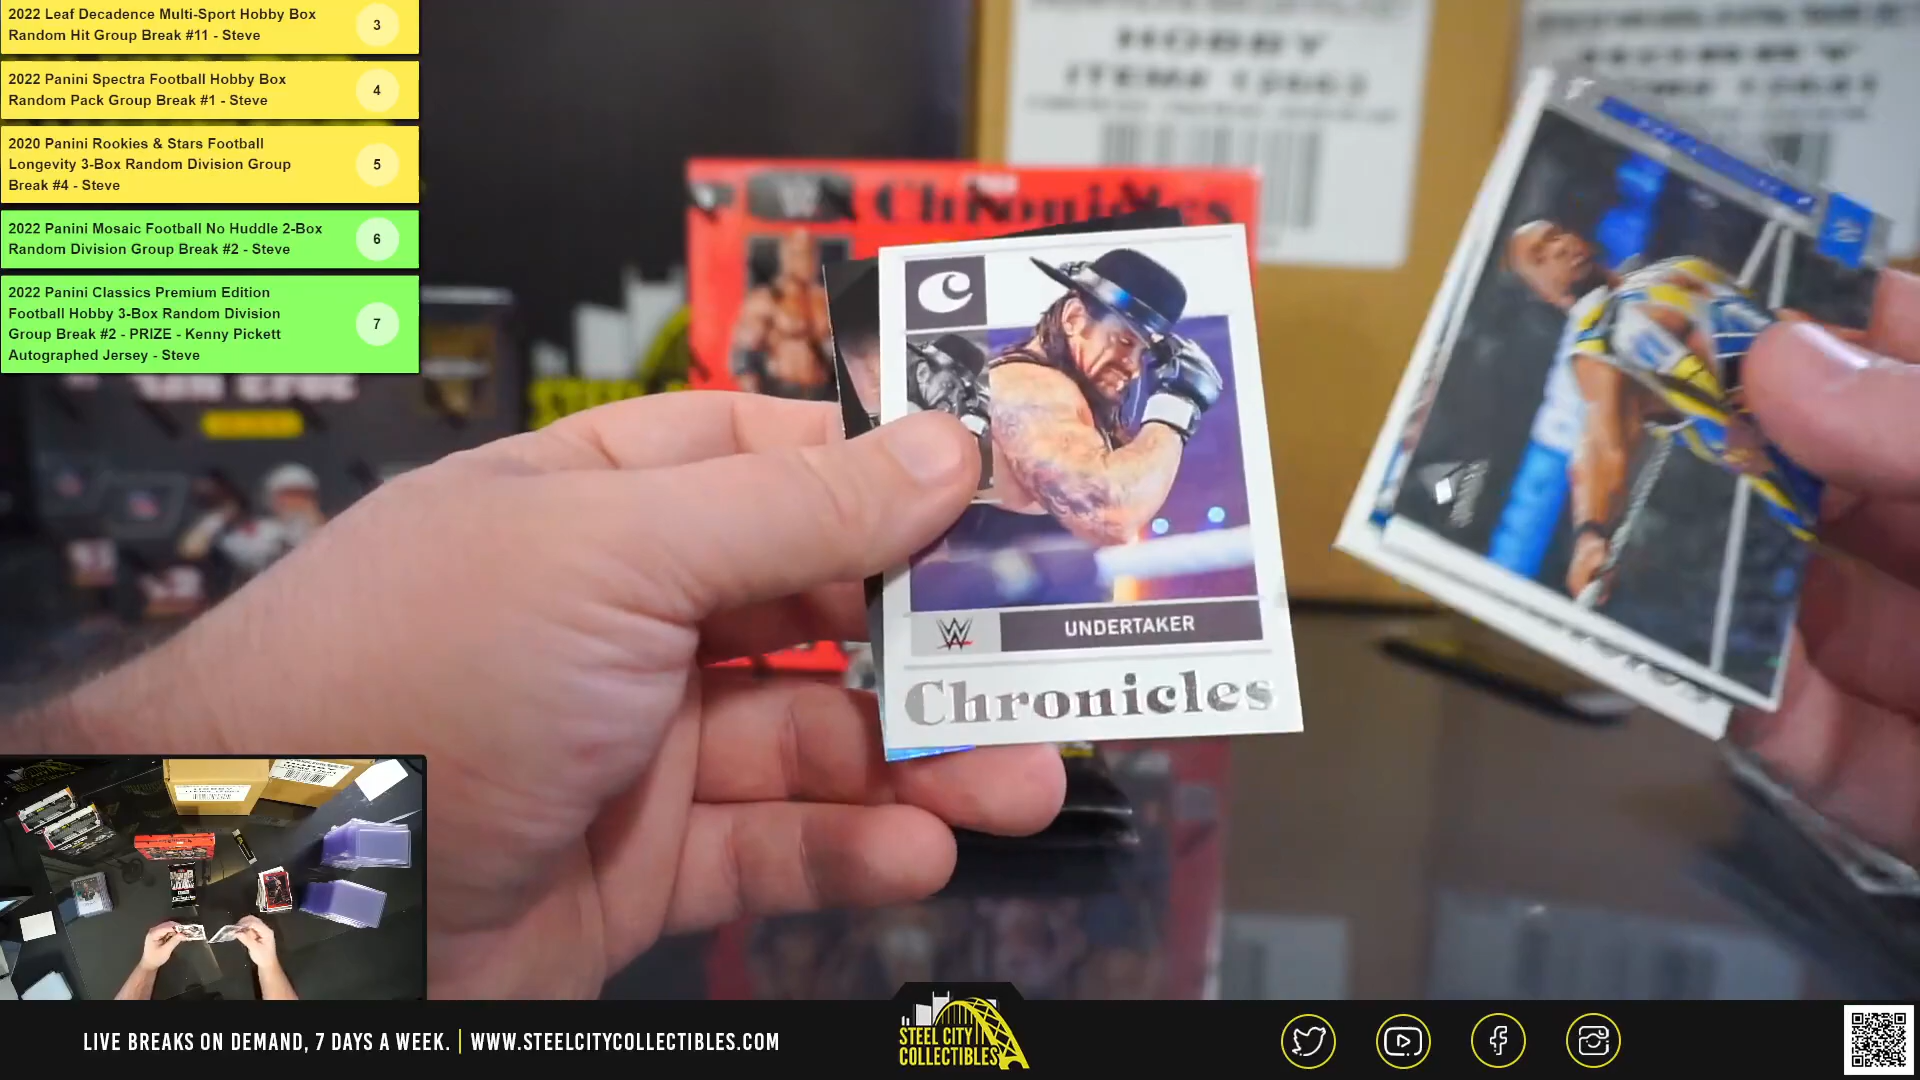 2022 Leaf Decadence Multi-Sport Hobby Box
Random Hit Group Break #11 - Steve
3
2022 Panini Spectra Football Hobby Box
Random Pack Group Break #1 - Steve
4
2020 Panini Rookies & Stars Football
Longevity 3-Box Random Division Group
Break #4 - Steve
5
2022 Panini Mosaic Football No Huddle 2-Box
Random Division Group Break #2 - Steve
6
2022 Panini Classics Premium Edition
Football Hobby 3-Box Random Division
Group Break #2 - PRIZE - Kenny Pickett
Autographed Jersey - Steve
7
HOBBY
Chronicles
C
UNDERTAKER
Chronicles
LIVE BREAKS ON DEMAND, 7 DAYS A WEEK. | WWW.STEELCITYCOLLECTIBLES.COM
STEEL CITY
COLLECTIBLES